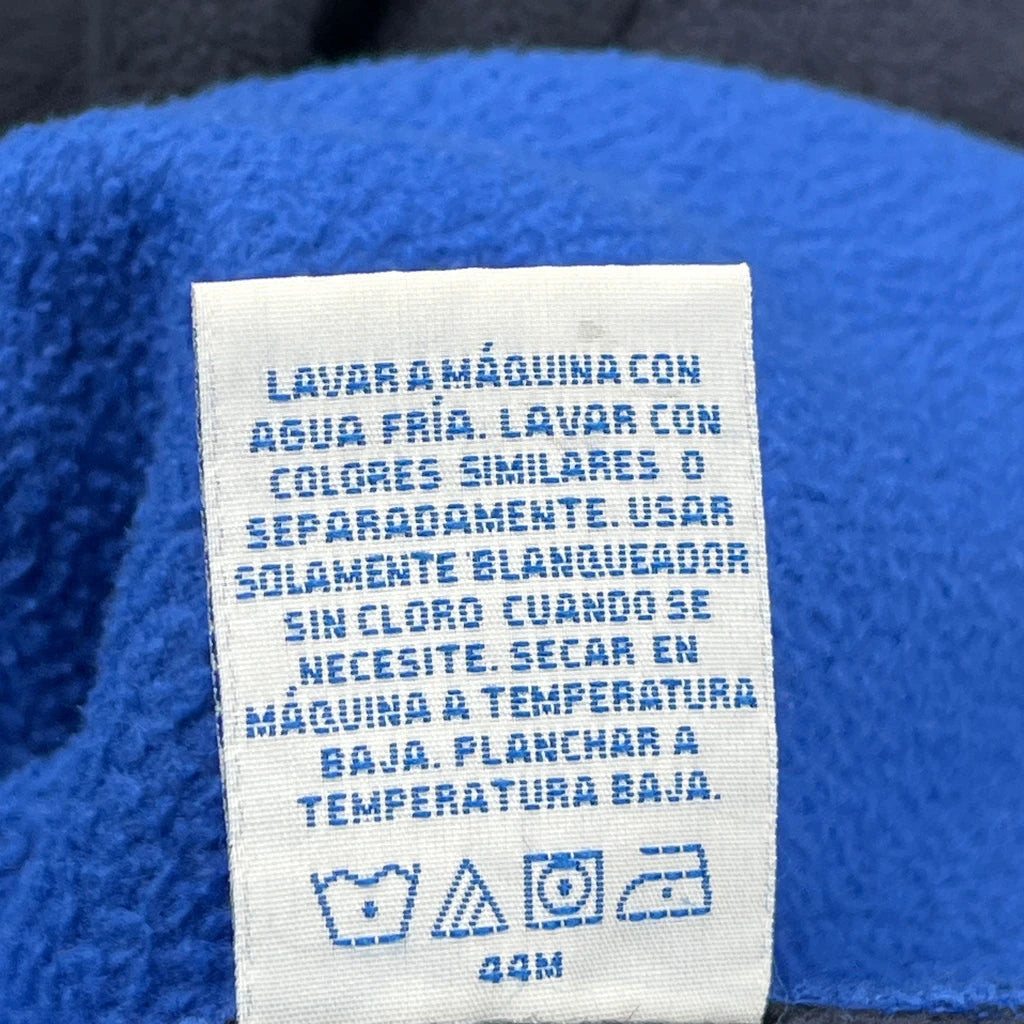 LAVAR A MÁQUINA CON
AGUA FRÍA. LAVAR CON
COLORES SIMILARES O
SEPARADAMENTE. USAR
SOLAMENTE BLANQUEADOR
SIN CLORO CUANDO SE
NECESITE. SECAR EN
MÁQUINA A TEMPERATURA
BAJA. PLANCHAR A
TEMPERATURA BAJA.
44M